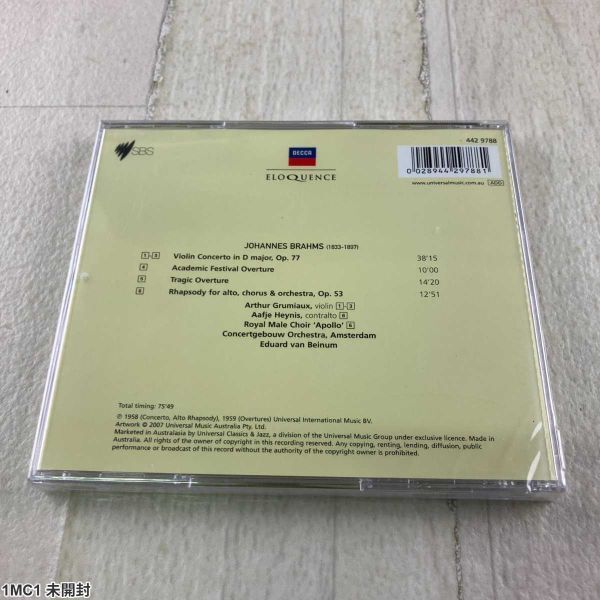 SBS
DECCA
ELOQUENCE
442 9788
0 028944 297881
www.universalmusic.com.au ADD
JOHANNES BRAHMS (1833-1897)
1-3 Violin Concerto in D major, Op. 77 38'15
4 Academic Festival Overture 10'00
5 Tragic Overture 14'20
6 Rhapsody for alto, chorus & orchestra, Op. 53 12'51
Arthur Grumiaux, violin 1-3
Aafje Heynis, contralto 6
Royal Male Choir 'Apollo' 6
Concertgebouw Orchestra, Amsterdam
Eduard van Beinum
Total timing: 75'49
℗ 1958 (Concerto, Alto Rhapsody), 1959 (Overtures) Universal International Music BV.
Artwork © 2007 Universal Music Australia Pty. Ltd.
Marketed in Australasia by Universal Classics & Jazz, a division of the Universal Music Group under exclusive licence. Made in
Australia. All rights of the owner of copyright in this recording reserved. Any copying, renting, lending, diffusion, public
performance or broadcast of this record without the authority of the copyright owner is prohibited.
1MC1 未開封